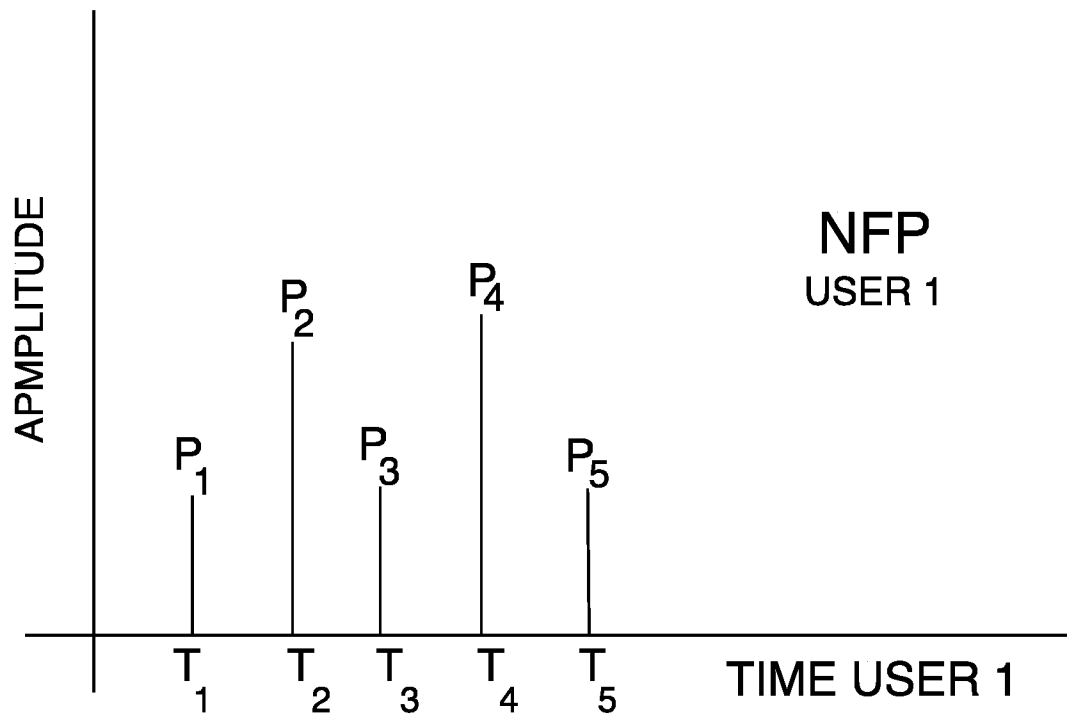 APMPLITUDE
NFP
USER 1
P4
P2
P3
P1
P5
T1 T2 T3 T4 T5
TIME USER 1